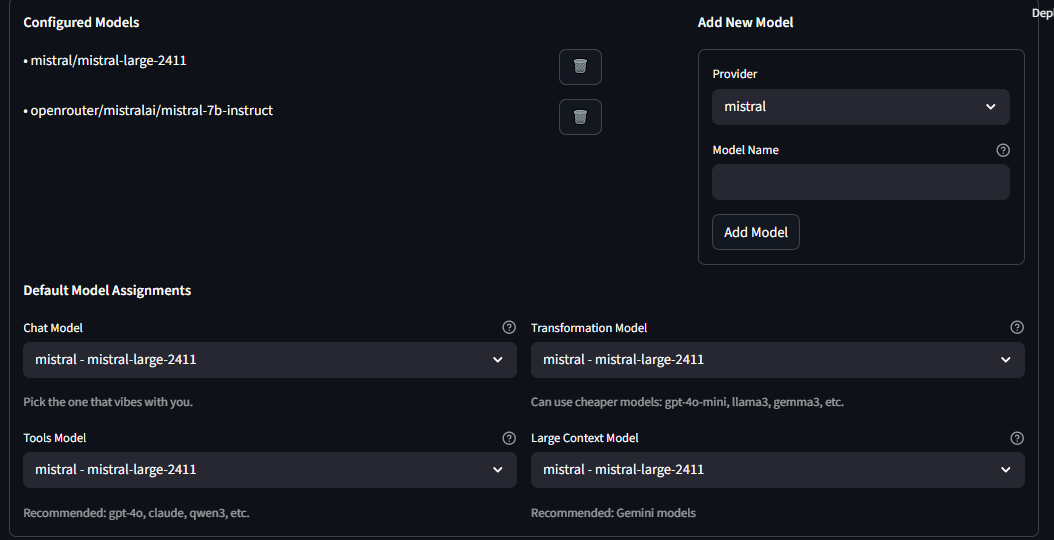 Configured Models
Add New Model
Depl
• mistral/mistral-large-2411
• openrouter/mistralai/mistral-7b-instruct
Provider
mistral
Model Name
Add Model
Default Model Assignments
Chat Model
Transformation Model
mistral - mistral-large-2411
mistral - mistral-large-2411
Pick the one that vibes with you.
Can use cheaper models: gpt-4o-mini, llama3, gemma3, etc.
Tools Model
Large Context Model
mistral - mistral-large-2411
mistral - mistral-large-2411
Recommended: gpt-4o, claude, qwen3, etc.
Recommended: Gemini models